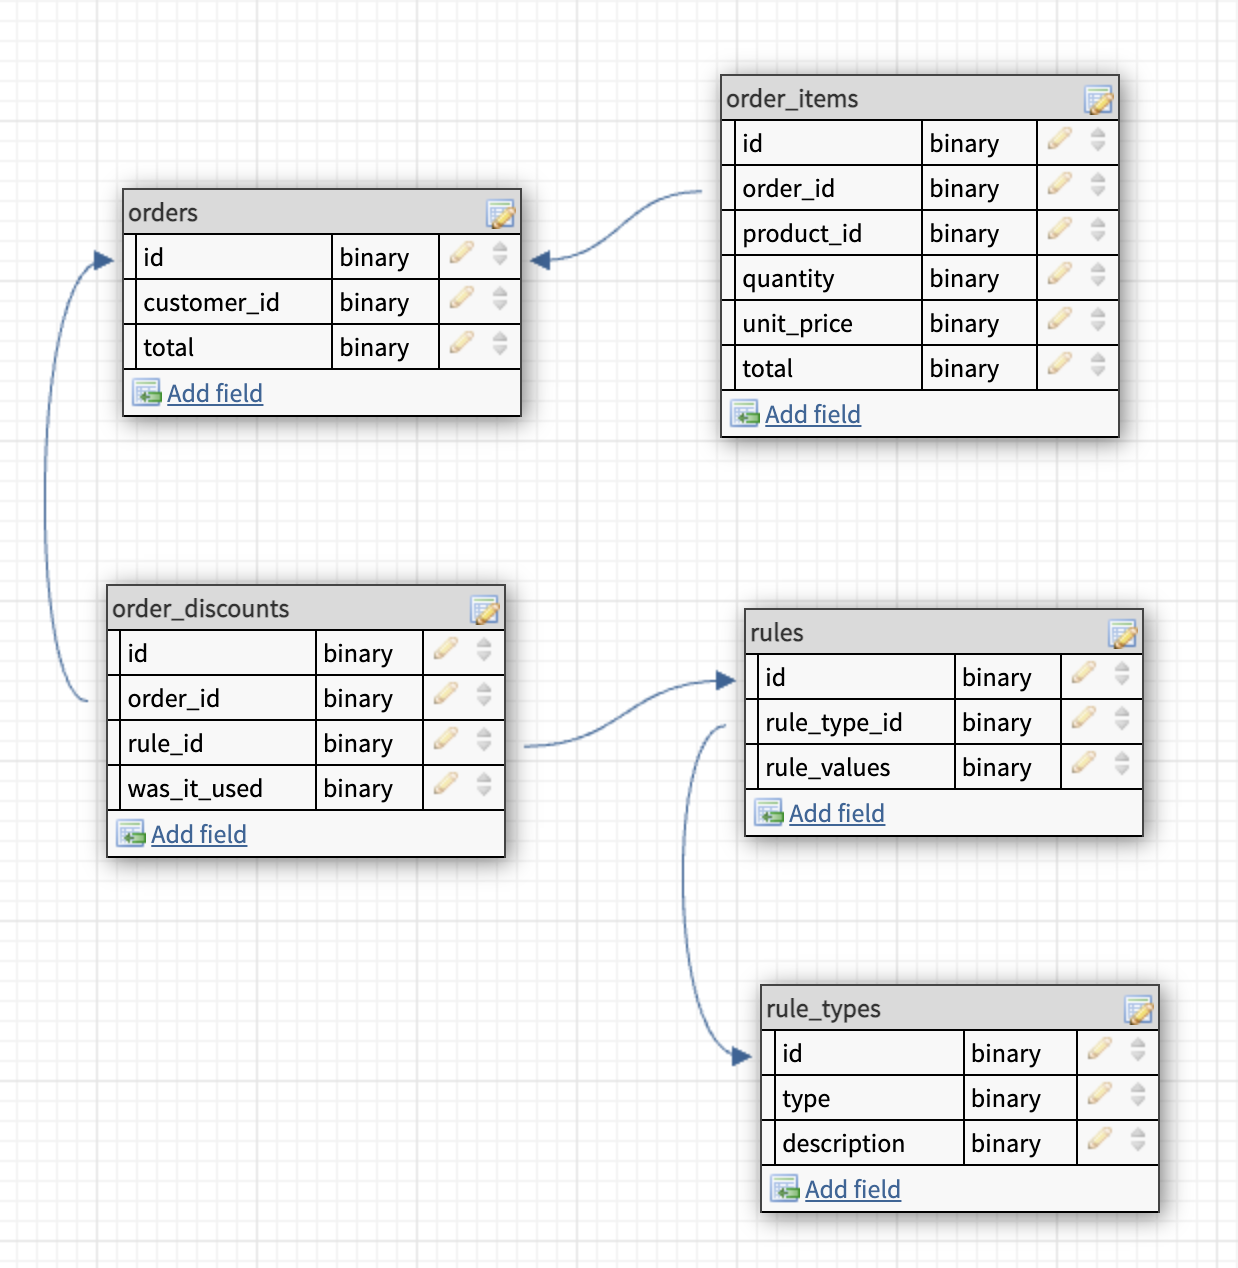 order_items
id binary
order_id binary
product_id binary
quantity binary
unit_price binary
total binary
Add field
orders
id binary
customer_id binary
total binary
Add field
order_discounts
id binary
order_id binary
rule_id binary
was_it_used binary
Add field
rules
id binary
rule_type_id binary
rule_values binary
Add field
rule_types
id binary
type binary
description binary
Add field